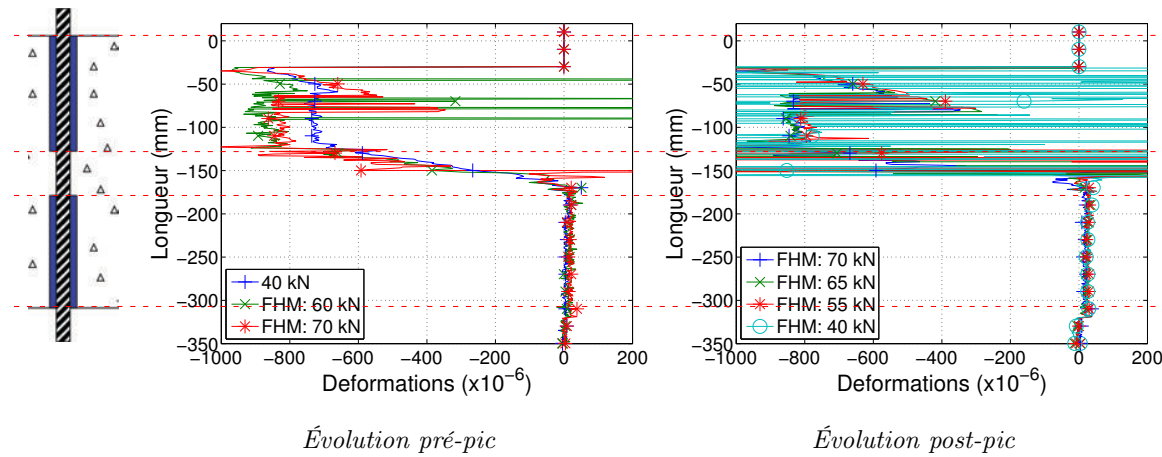 0
−50
−100
−150
−200
−250
−300
−350
Longueur (mm)
−1000
−800
−600
−400
−200
0
200
Deformations (x10⁻⁶)
40 kN
FHM: 60 kN
FHM: 70 kN
Évolution pré-pic
0
−50
−100
−150
−200
−250
−300
−350
Longueur (mm)
−1000
−800
−600
−400
−200
0
200
Deformations (x10⁻⁶)
FHM: 70 kN
FHM: 65 kN
FHM: 55 kN
FHM: 40 kN
Évolution post-pic